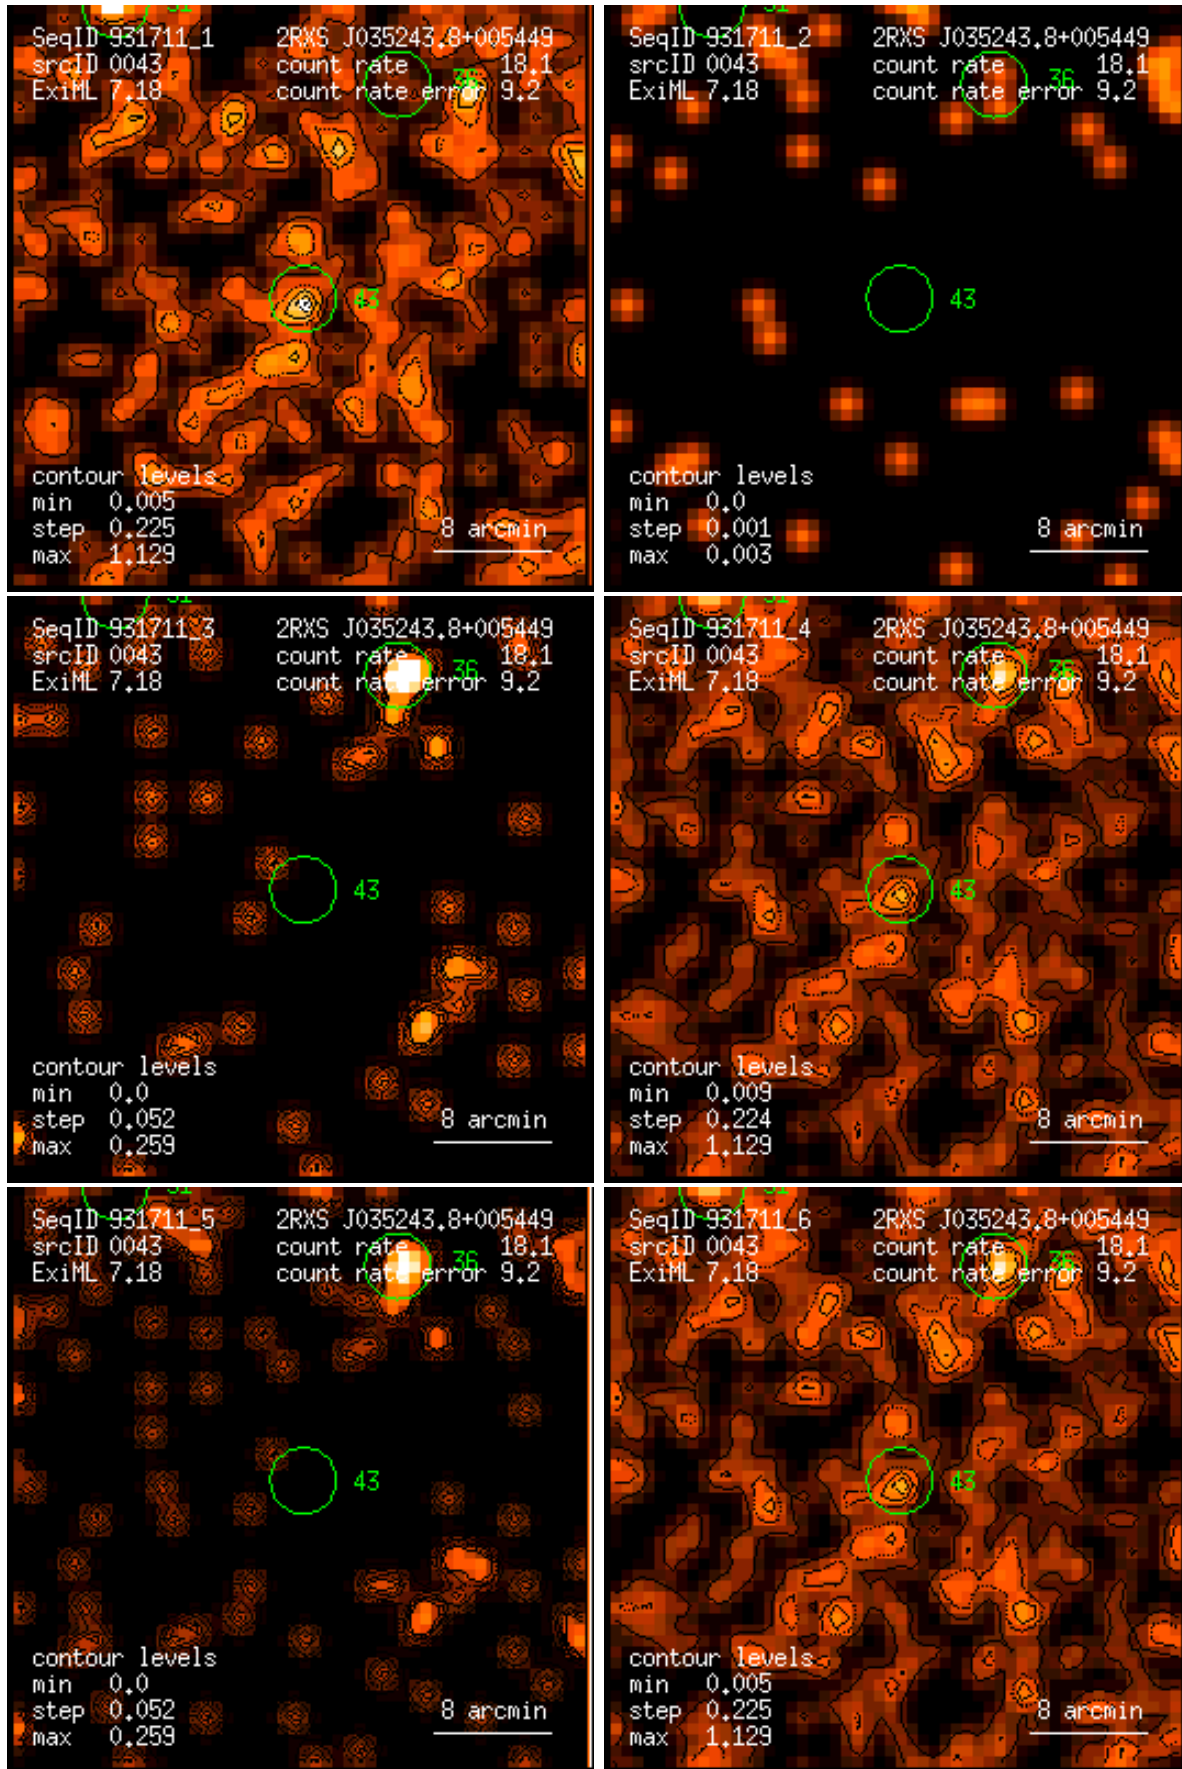 31
SeqID 931711_1 2RXS J035243.8+005449
srcID 0043 count rate 18.1
ExiML 7.18 count rate error 9.2
36
43
contour levels
min 0.005
step 0.225 8 arcmin
max 1.129
31
SeqID 931711_2 2RXS J035243.8+005449
srcID 0043 count rate 18.1
ExiML 7.18 count rate error 9.2
36
43
contour levels
min 0.0
step 0.001 8 arcmin
max 0.003
31
SeqID 931711_3 2RXS J035243.8+005449
srcID 0043 count rate 18.1
ExiML 7.18 count rate error 9.2
36
43
contour levels
min 0.0
step 0.052 8 arcmin
max 0.259
31
SeqID 931711_4 2RXS J035243.8+005449
srcID 0043 count rate 18.1
ExiML 7.18 count rate error 9.2
36
43
contour levels
min 0.009
step 0.224 8 arcmin
max 1.129
31
SeqID 931711_5 2RXS J035243.8+005449
srcID 0043 count rate 18.1
ExiML 7.18 count rate error 9.2
36
43
contour levels
min 0.0
step 0.052 8 arcmin
max 0.259
31
SeqID 931711_6 2RXS J035243.8+005449
srcID 0043 count rate 18.1
ExiML 7.18 count rate error 9.2
36
43
contour levels
min 0.005
step 0.225 8 arcmin
max 1.129